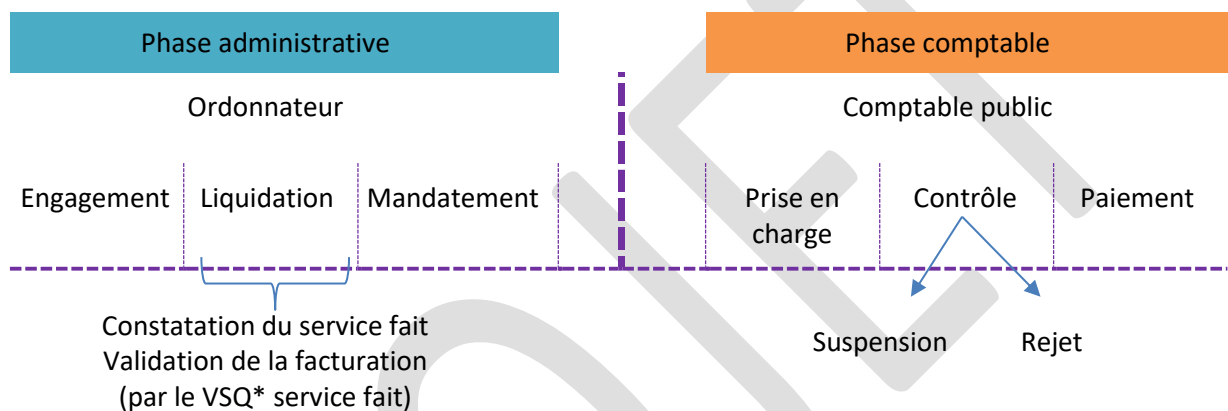 Phase administrative
Phase comptable
Ordonnateur
Comptable public
Engagement
Liquidation
Mandatement
Prise en
charge
Contrôle
Paiement
Constatation du service fait
Validation de la facturation
(par le VSQ* service fait)
Suspension
Rejet